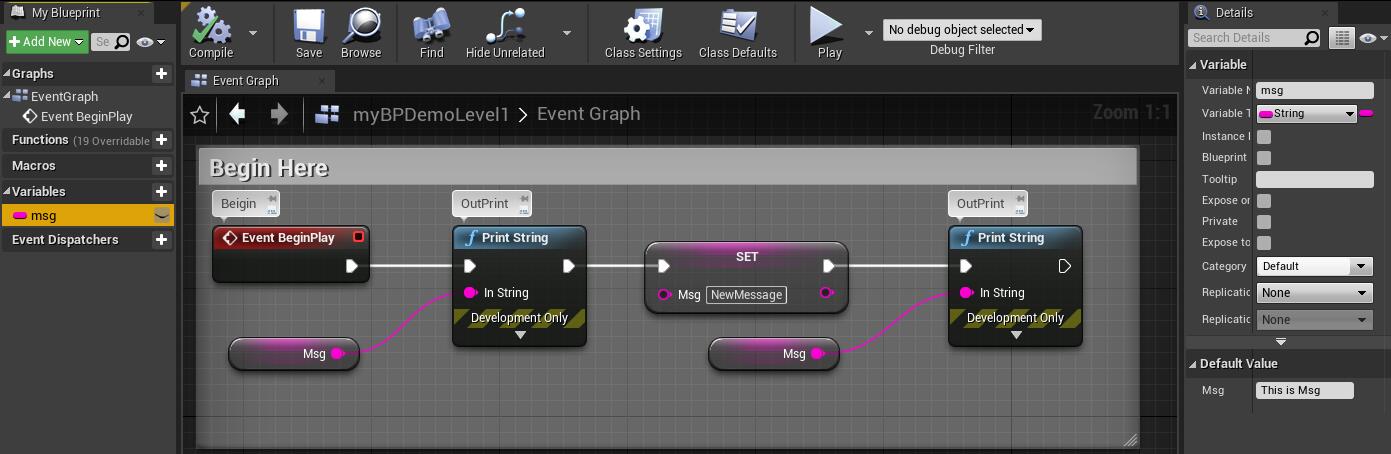 My Blueprint
Add New
Se
Graphs
EventGraph
Event BeginPlay
Functions (19 Overridable
Macros
Variables
msg
Event Dispatchers
Compile
Save
Browse
Find
Hide Unrelated
Class Settings
Class Defaults
Play
No debug object selected
Debug Filter
Event Graph
myBPDemoLevel1 > Event Graph
Zoom 1:1
Begin Here
Beigin
Event BeginPlay
OutPrint
Print String
In String
Development Only
Msg
SET
Msg NewMessage
Msg
OutPrint
Print String
In String
Development Only
Details
Search Details
Variable
Variable N msg
Variable T String
Instance I
Blueprint
Tooltip
Expose or
Private
Expose to
Category Default
Replicatic None
Replicatic None
Default Value
Msg This is Msg